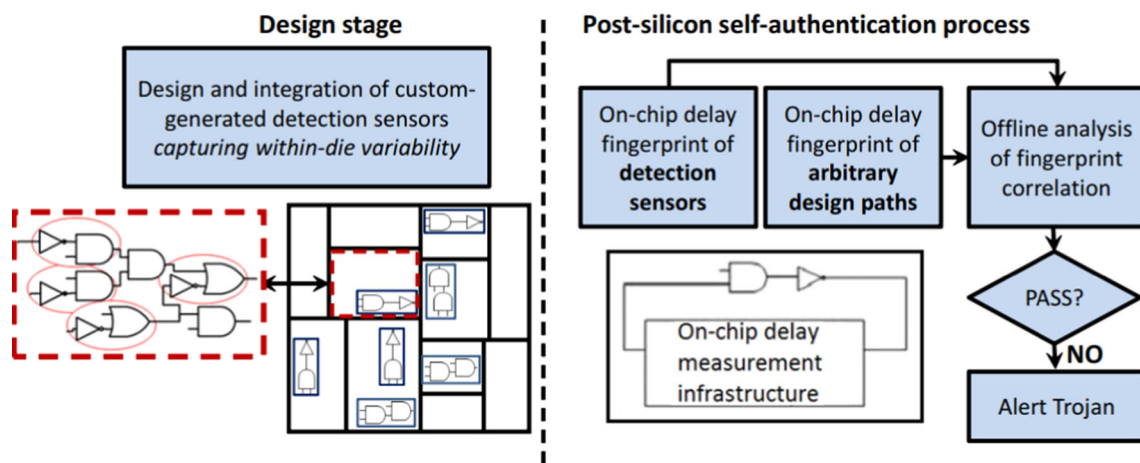 Design stage
Design and integration of custom-
generated detection sensors
capturing within-die variability
Post-silicon self-authentication process
On-chip delay
fingerprint of
detection
sensors
On-chip delay
fingerprint of
arbitrary
design paths
Offline analysis
of fingerprint
correlation
On-chip delay
measurement
infrastructure
PASS?
NO
Alert Trojan